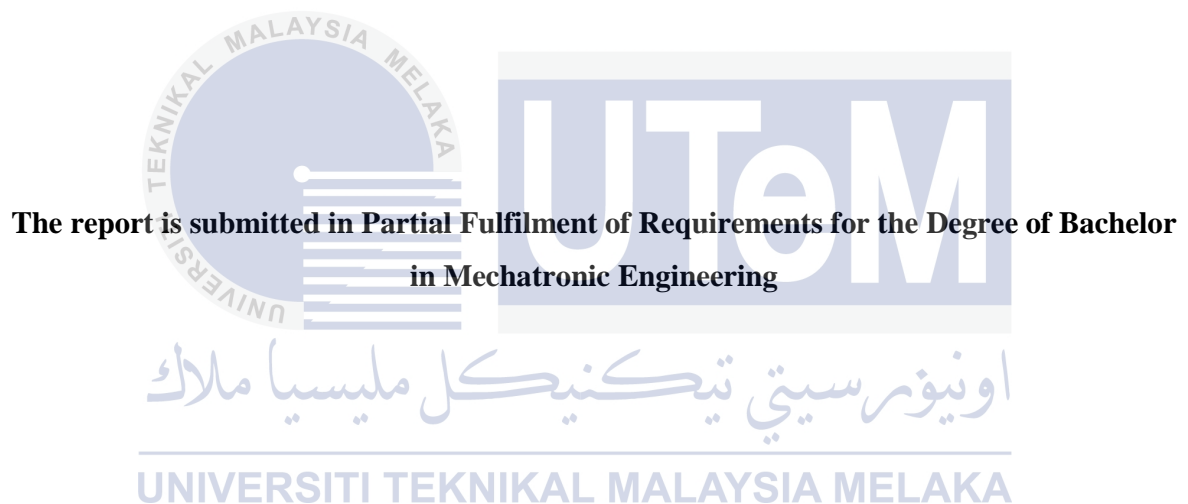 UNIVERSITI TEKNIKAL MALAYSIA MELAKA
UTeM
The report is submitted in Partial Fulfilment of Requirements for the Degree of Bachelor
in Mechatronic Engineering
اونيۏرسيتي تيكنيكل مليسيا ملاك
UNIVERSITI TEKNIKAL MALAYSIA MELAKA